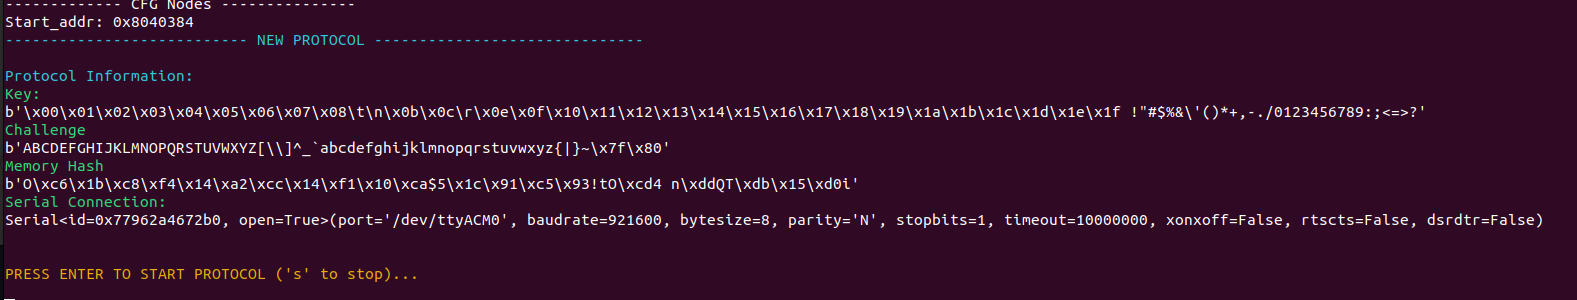 ------------- CFG Nodes ---------------
Start_addr: 0x8040384
--------------------------- NEW PROTOCOL ------------------------------
Protocol Information:
Key:
b'\x00\x01\x02\x03\x04\x05\x06\x07\x08\t\n\x0b\x0c\r\x0e\x0f\x10\x11\x12\x13\x14\x15\x16\x17\x18\x19\x1a\x1b\x1c\x1d\x1e\x1f !"#$%&\'()*+,-./0123456789:;<=>?'
Challenge
b'ABCDEFGHIJKLMNOPQRSTUVWXYZ[\\]^_`abcdefghijklmnopqrstuvwxyz{|}~\x7f\x80'
Memory Hash
b'O\xc6\x1b\xc8\xf4\x14\xa2\xcc\x14\xf1\x10\xca$5\x1c\x91\xc5\x93!tO\xcd4 n\xddQT\xdb\x15\xd0i'
Serial Connection:
Serial<id=0x77962a4672b0, open=True>(port='/dev/ttyACM0', baudrate=921600, bytesize=8, parity='N', stopbits=1, timeout=10000000, xonxoff=False, rtscts=False, dsrdtr=False)
PRESS ENTER TO START PROTOCOL ('s' to stop)...